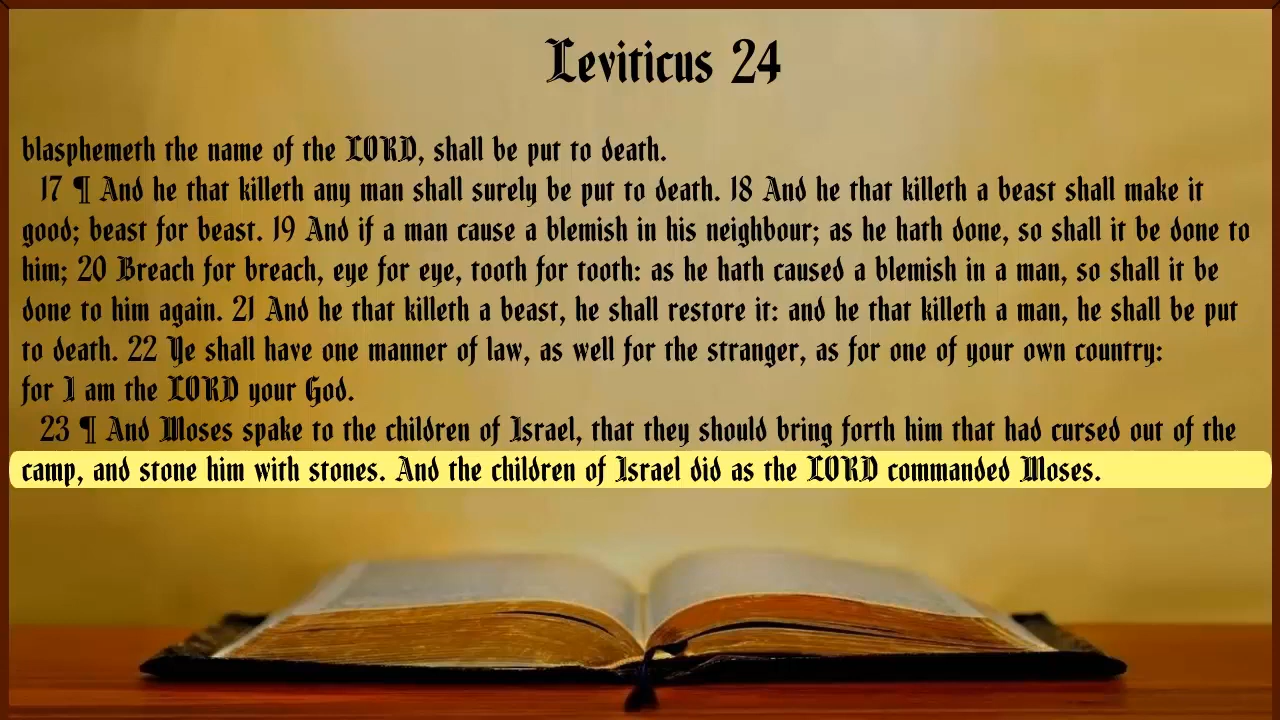 Leviticus 24
blasphemeth the name of the LORD, shall be put to death.
17 ¶ And he that killeth any man shall surely be put to death. 18 And he that killeth a beast shall make it
good; beast for beast. 19 And if a man cause a blemish in his neighbour; as he hath done, so shall it be done to
him; 20 Breach for breach, eye for eye, tooth for tooth: as he hath caused a blemish in a man, so shall it be
done to him again. 21 And he that killeth a beast, he shall restore it: and he that killeth a man, he shall be put
to death. 22 Ye shall have one manner of law, as well for the stranger, as for one of your own country:
for I am the LORD your God.
23 ¶ And Moses spake to the children of Israel, that they should bring forth him that had cursed out of the
camp, and stone him with stones. And the children of Israel did as the LORD commanded Moses.